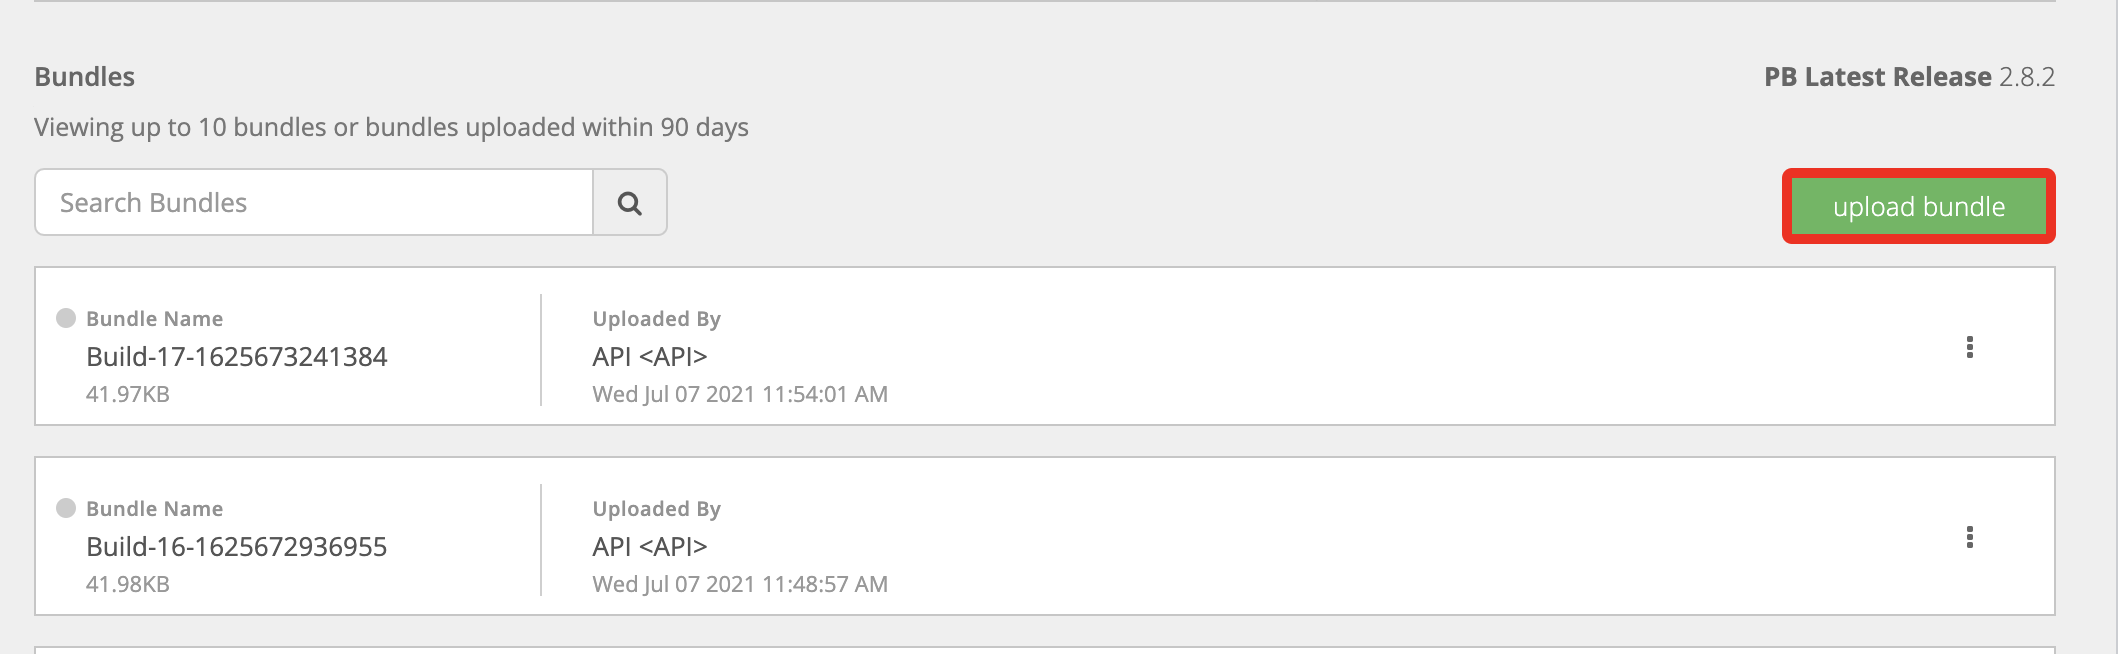 Bundles
PB Latest Release 2.8.2
Viewing up to 10 bundles or bundles uploaded within 90 days
Search Bundles
upload bundle
Bundle Name
Build-17-1625673241384
41.97KB
Uploaded By
API <API>
Wed Jul 07 2021 11:54:01 AM
Bundle Name
Build-16-1625672936955
41.98KB
Uploaded By
API <API>
Wed Jul 07 2021 11:48:57 AM